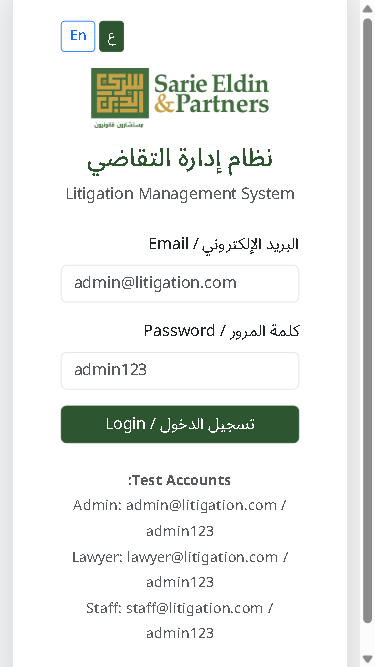 En
ع
سري الدين
Sarie Eldin
& Partners
مستشارون قانونيون
نظام إدارة التقاضي
Litigation Management System
البريد الإلكتروني / Email
admin@litigation.com
كلمة المرور / Password
admin123
تسجيل الدخول / Login
Test Accounts:
Admin: admin@litigation.com /
admin123
Lawyer: lawyer@litigation.com /
admin123
Staff: staff@litigation.com /
admin123